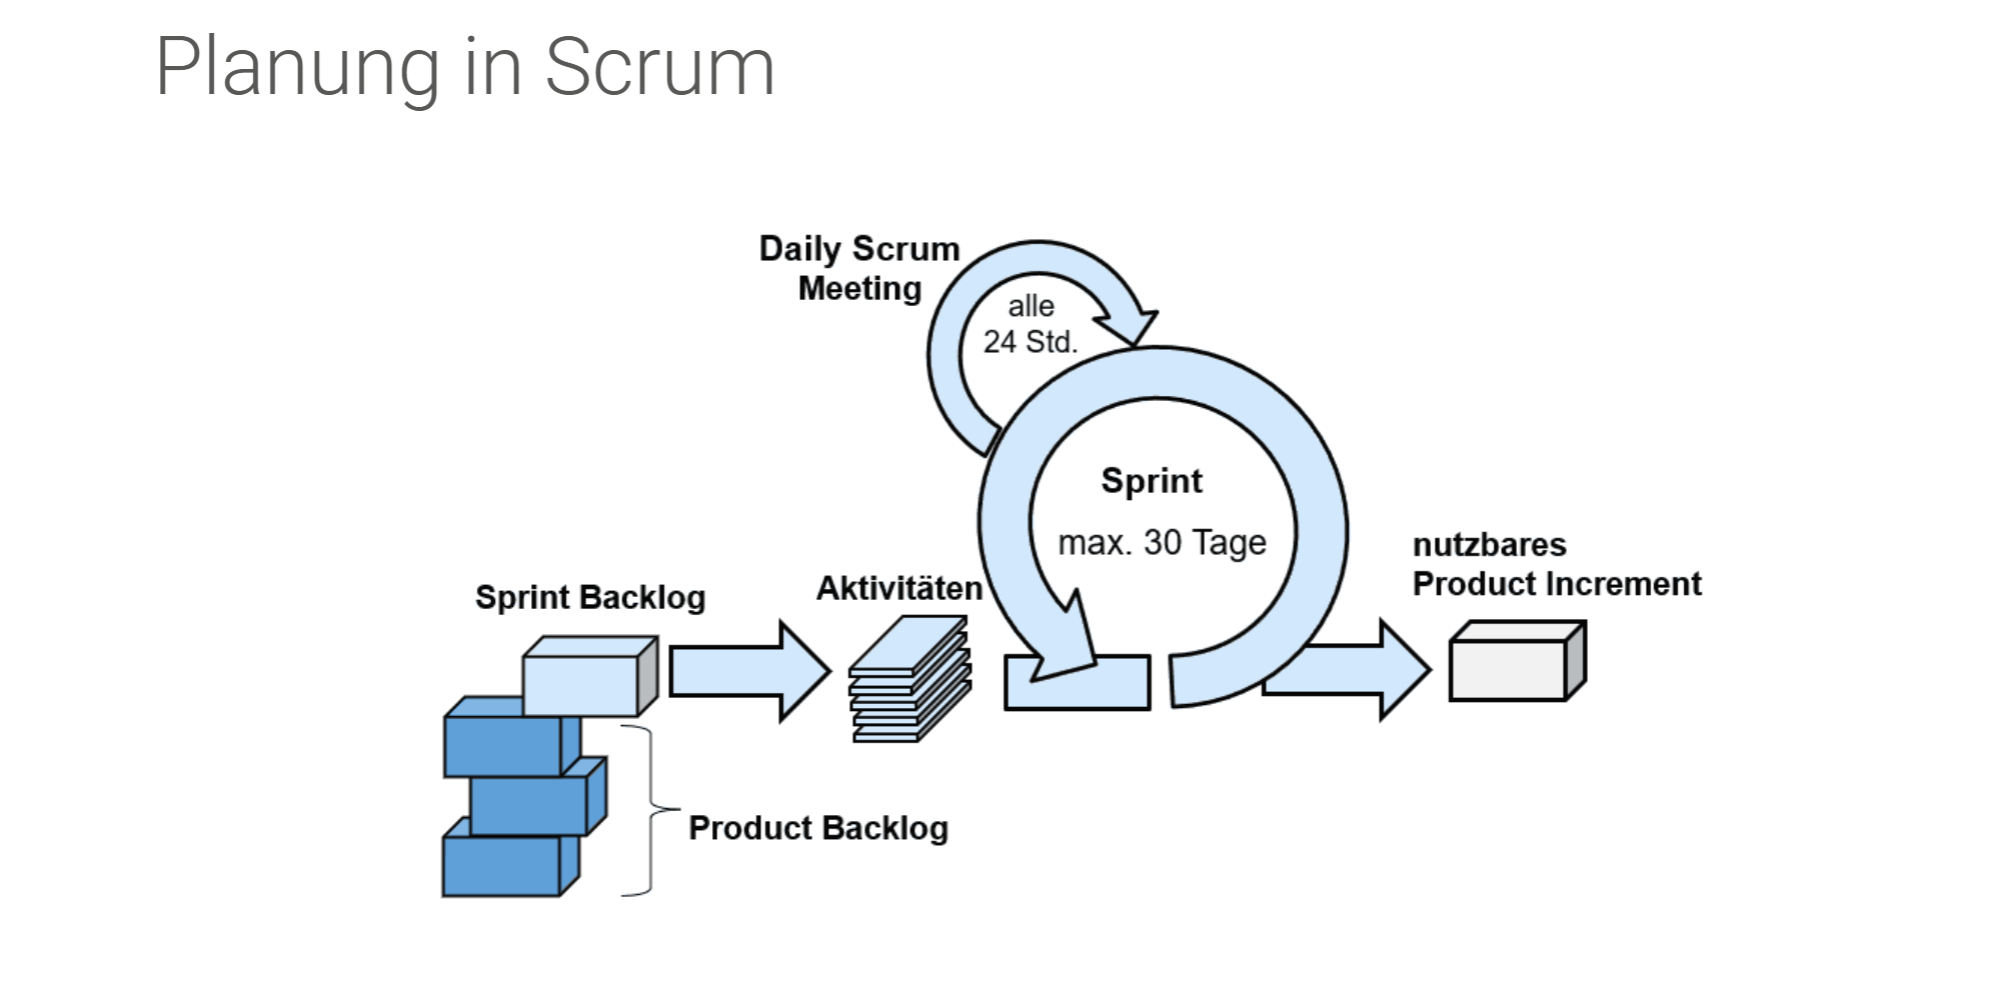 Planung in Scrum
Daily Scrum
Meeting
alle
24 Std.
Sprint
max. 30 Tage
nutzbares
Product Increment
Aktivitäten
Sprint Backlog
Product Backlog